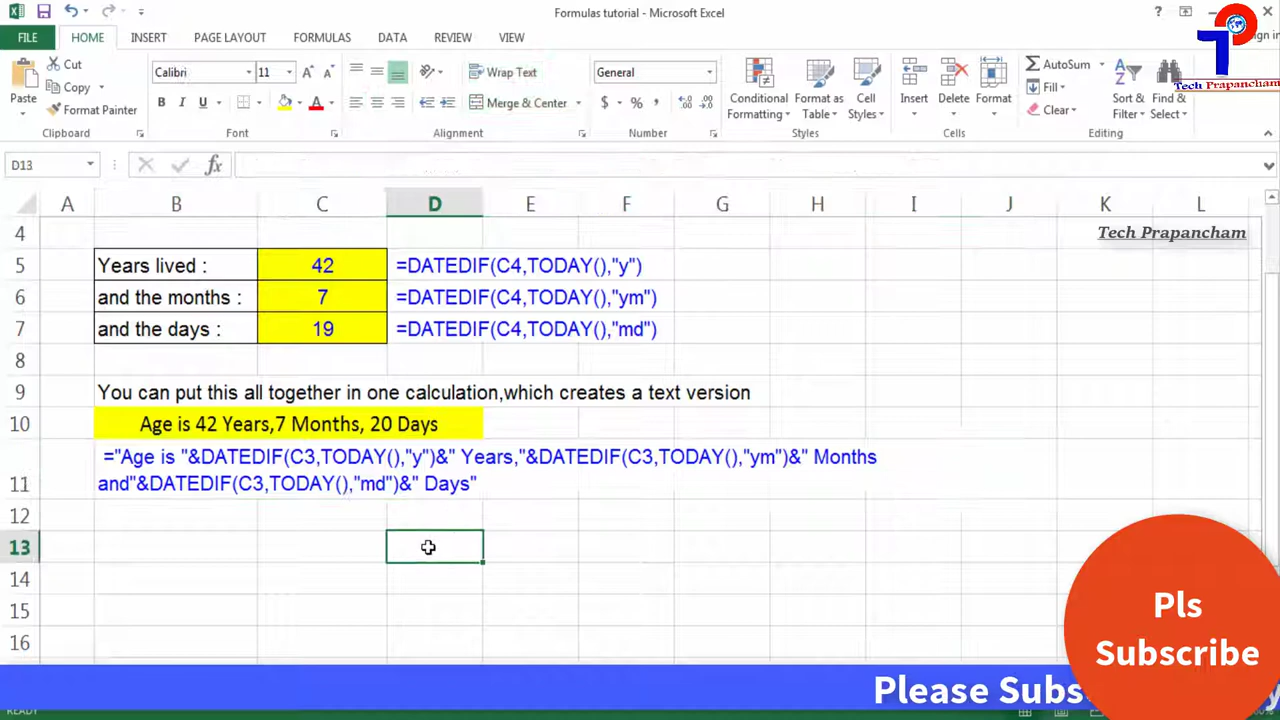 Formulas tutorial - Microsoft Excel
FILE HOME INSERT PAGE LAYOUT FORMULAS DATA REVIEW VIEW
Cut
Copy
Format Painter
Paste
Clipboard
Calibri 11
B I U
Font
Wrap Text
Merge & Center
Alignment
General
$ % ,
Number
Conditional Formatting
Format as Table
Cell Styles
Styles
Insert Delete Format
Cells
AutoSum
Fill
Clear
Sort & Filter
Find & Select
Editing
Tech Prapancham
D13
fx
A B C D E F G H I J K L
4
Tech Prapancham
5 Years lived : 42 =DATEDIF(C4,TODAY(),"y")
6 and the months : 7 =DATEDIF(C4,TODAY(),"ym")
7 and the days : 19 =DATEDIF(C4,TODAY(),"md")
8
9 You can put this all together in one calculation,which creates a text version
10 Age is 42 Years,7 Months, 20 Days
="Age is "&DATEDIF(C3,TODAY(),"y")&" Years,"&DATEDIF(C3,TODAY(),"ym")&" Months
11 and"&DATEDIF(C3,TODAY(),"md")&" Days"
12
13
14
15
16
Pls
Subscribe
Please Subs
READY